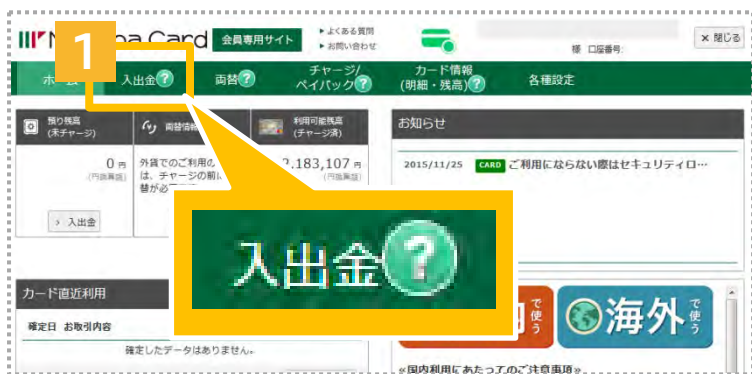 1
Card 会員専用サイト
▶ よくある質問
▶ お問い合わせ
様 口座番号:
× 閉じる
入出金?
両替?
チャージ/
ペイバック?
カード情報
(明細・残高)?
各種設定
預り残高
(未チャージ)
両替情報
利用可能残高
(チャージ済)
お知らせ
0 円
(円換算額)
外貨でのご利用の
は、チャージの前に
替が必
,183,107 円
(円換算額)
> 入出金
2015/11/25 CARD ご利用にならない際はセキュリティロ…
入出金?
カード直近利用
確定日 お取引内容
確定したデータはありません。
で使う
海外で使う
«国内利用にあたってのご注意事項»